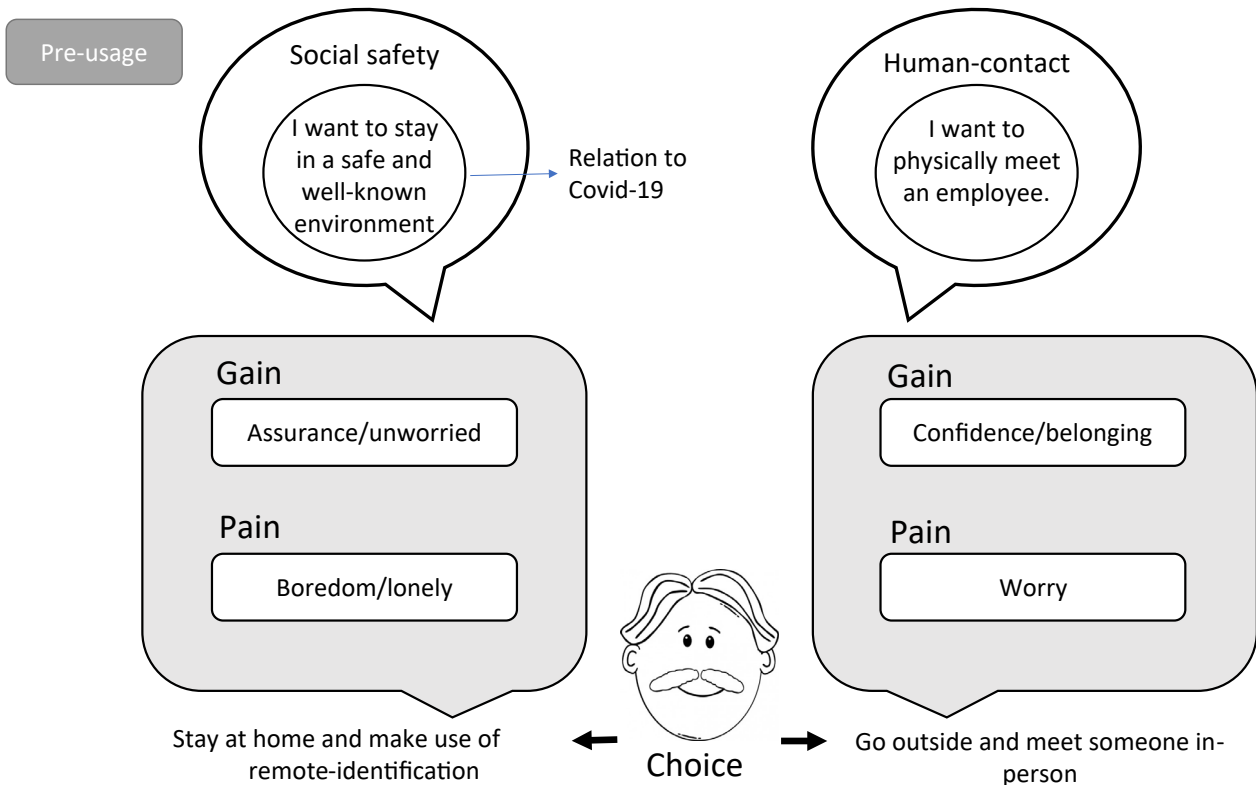 Pre-usage
Social safety
I want to stay
in a safe and
well-known
environment
Relation to
Covid-19
Human-contact
I want to
physically meet
an employee.
Gain
Assurance/unworried
Pain
Boredom/lonely
Gain
Confidence/belonging
Pain
Worry
Stay at home and make use of
remote-identification
Choice
Go outside and meet someone in-
person